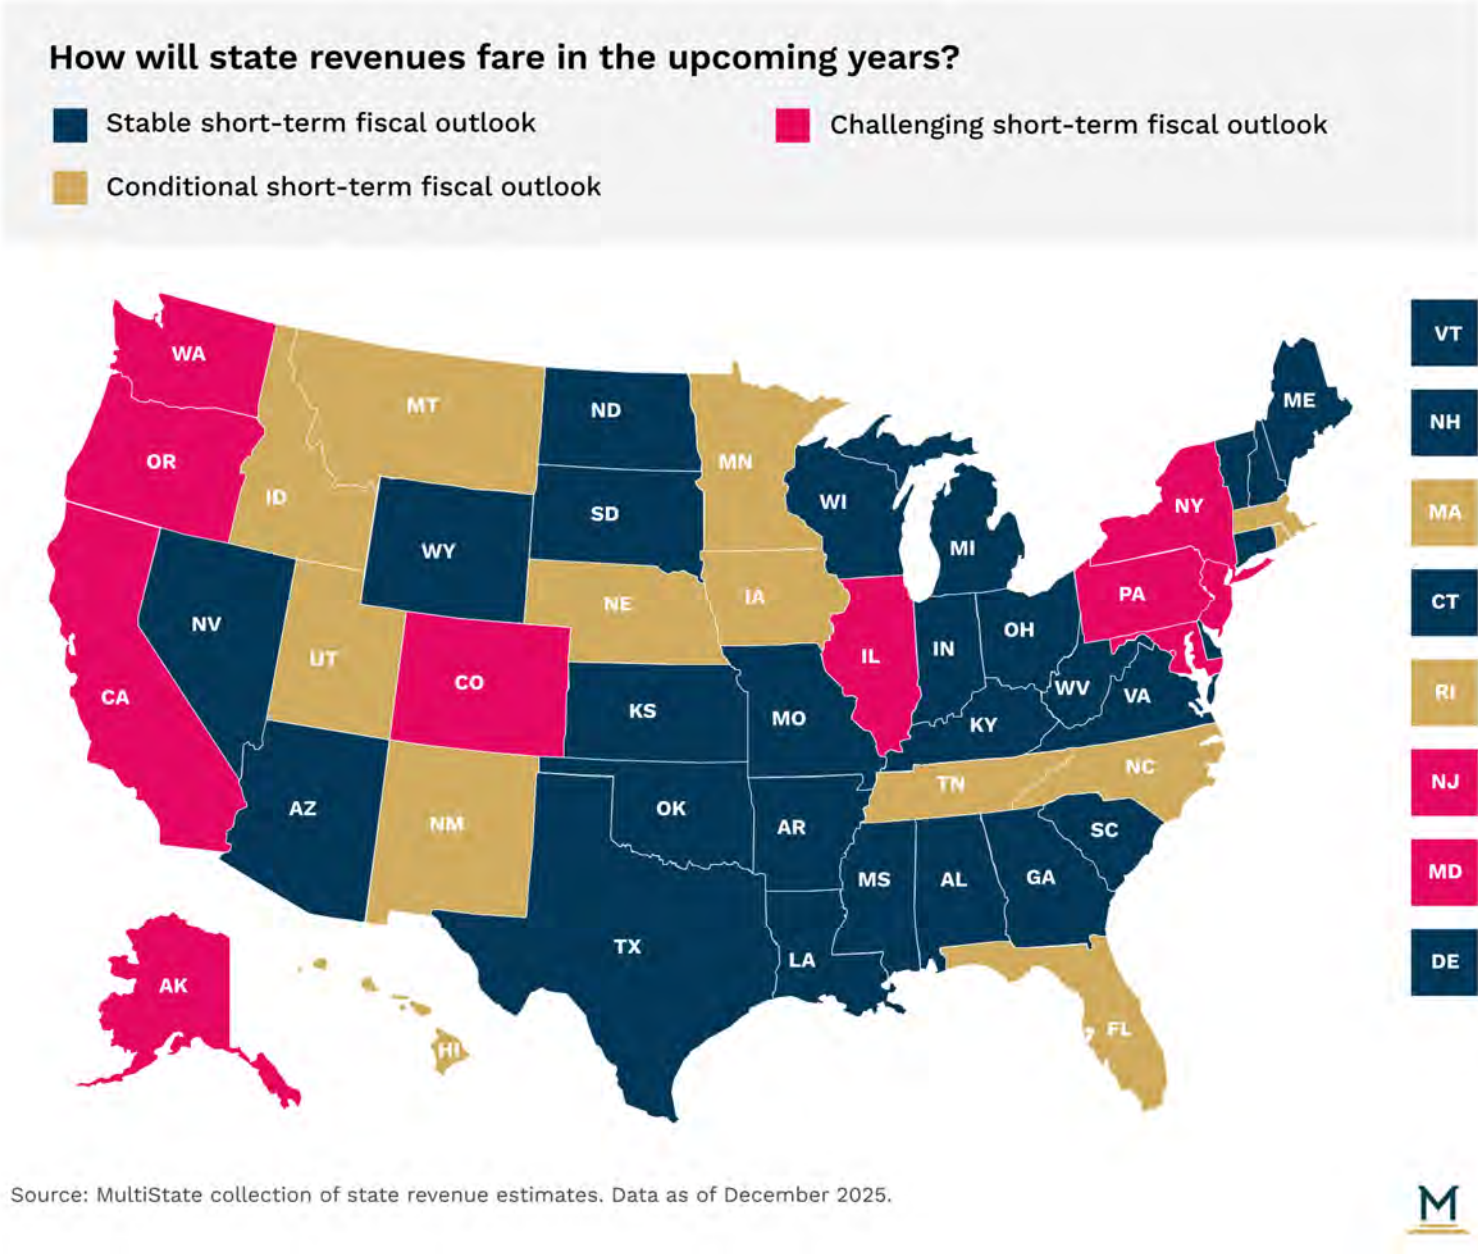 How will state revenues fare in the upcoming years?
Stable short-term fiscal outlook
Challenging short-term fiscal outlook
Conditional short-term fiscal outlook
WA
MT
ND
VT
OR
ID
MN
ME
NH
SD
WI
NY
MA
WY
MI
NV
NE
IA
PA
CT
UT
CO
IL
IN
OH
CA
KS
MO
WV
VA
RI
KY
AZ
NM
OK
AR
TN
NC
NJ
SC
MS
AL
GA
MD
TX
LA
AK
DE
HI
FL
Source: MultiState collection of state revenue estimates. Data as of December 2025.
M